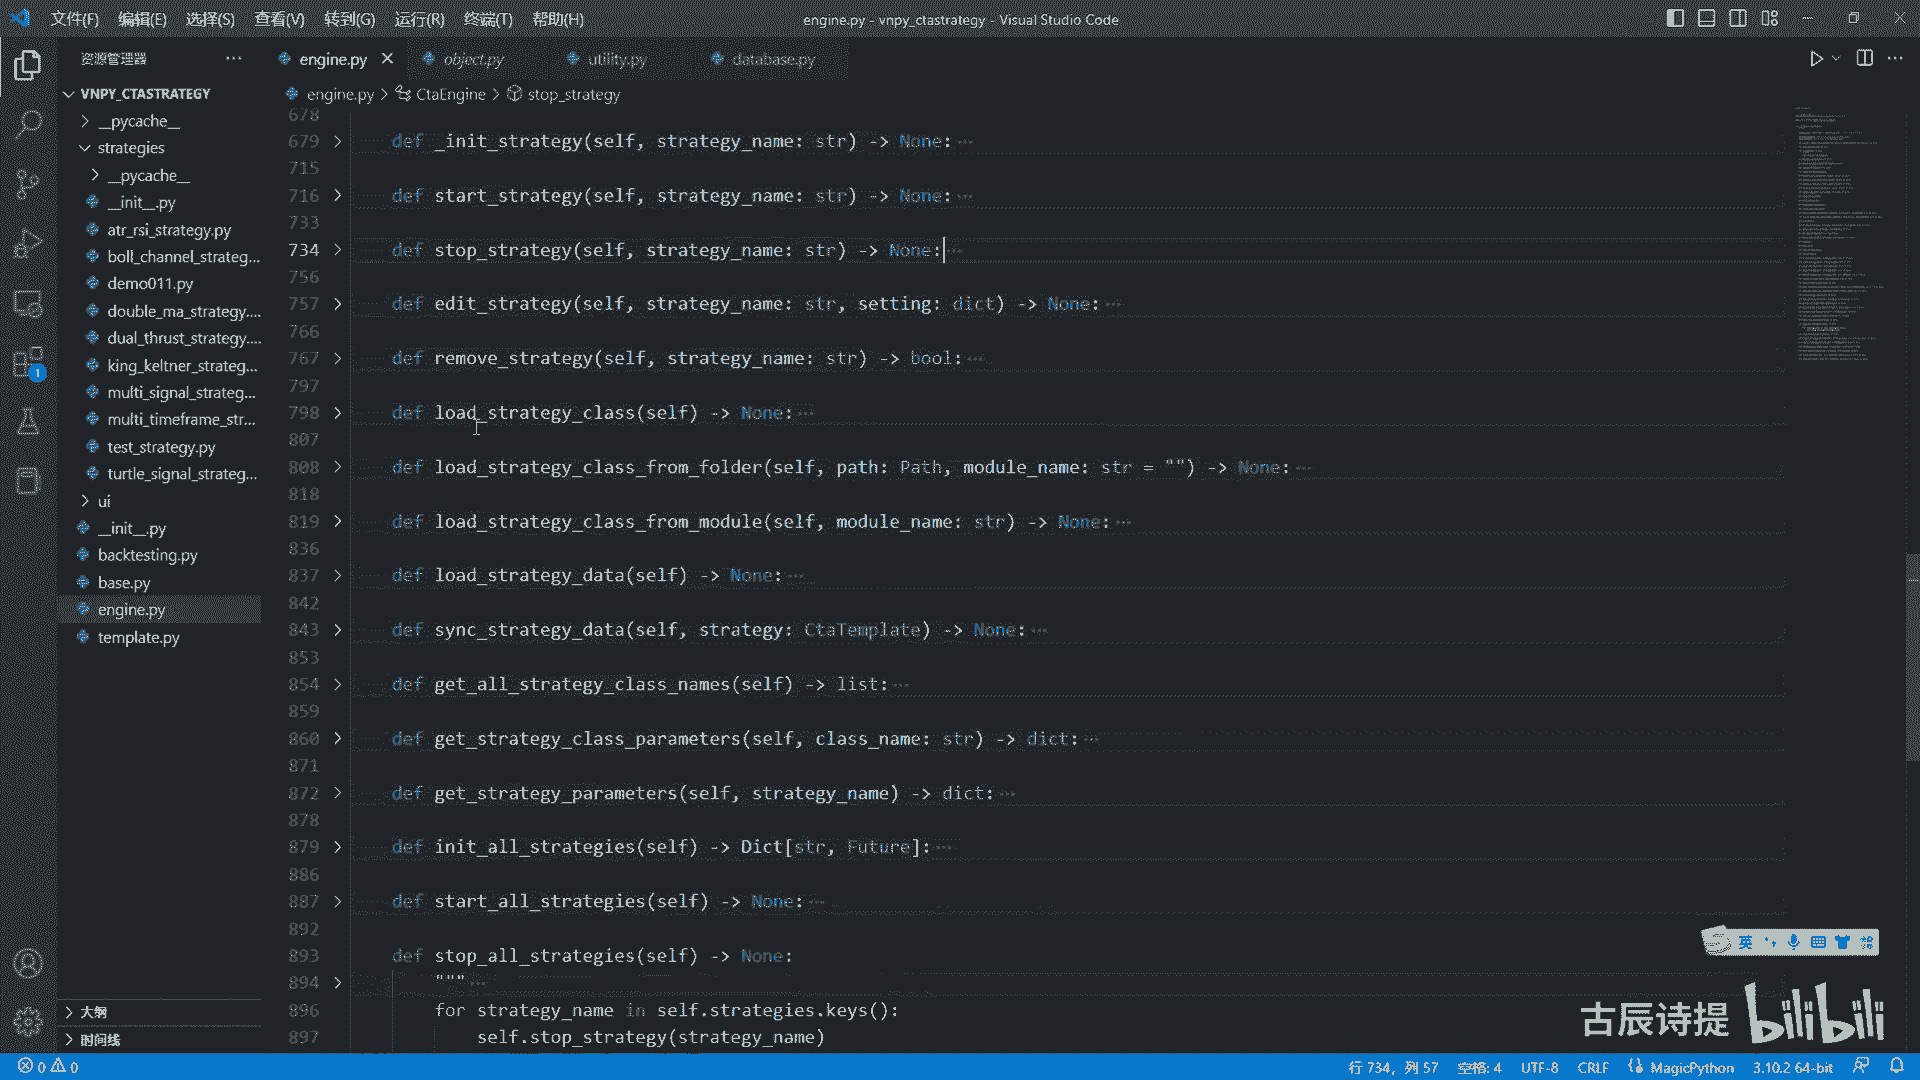 文件(F) 编辑(E) 选择(S) 查看(V) 转到(G) 运行(R) 终端(T) 帮助(H) engine.py - vnpy_ctastrategy - Visual Studio Code
资源管理器 ··· engine.py object.py utility.py database.py
VNPY_CTASTRATEGY
__pycache__
strategies
__pycache__
__init__.py
atr_rsi_strategy.py
boll_channel_strateg...
demo011.py
double_ma_strategy....
dual_thrust_strategy....
king_keltner_strateg...
multi_signal_strateg...
multi_timeframe_str...
test_strategy.py
turtle_signal_strateg...
ui
__init__.py
backtesting.py
base.py
engine.py
template.py
大纲
时间线
1
engine.py > CtaEngine > stop_strategy
678
679 > def _init_strategy(self, strategy_name: str) -> None:···
715
716 > def start_strategy(self, strategy_name: str) -> None:···
733
734 > def stop_strategy(self, strategy_name: str) -> None:···
756
757 > def edit_strategy(self, strategy_name: str, setting: dict) -> None:···
766
767 > def remove_strategy(self, strategy_name: str) -> bool:···
797
798 > def load_strategy_class(self) -> None:···
807
808 > def load_strategy_class_from_folder(self, path: Path, module_name: str = "") -> None:···
818
819 > def load_strategy_class_from_module(self, module_name: str) -> None:···
836
837 > def load_strategy_data(self) -> None:···
842
843 > def sync_strategy_data(self, strategy: CtaTemplate) -> None:···
853
854 > def get_all_strategy_class_names(self) -> list:···
859
860 > def get_strategy_class_parameters(self, class_name: str) -> dict:···
871
872 > def get_strategy_parameters(self, strategy_name) -> dict:···
878
879 > def init_all_strategies(self) -> Dict[str, Future]:···
886
887 > def start_all_strategies(self) -> None:···
892
893 def stop_all_strategies(self) -> None:
894 > """···
896 for strategy_name in self.strategies.keys():
897 self.stop_strategy(strategy_name)
英
古辰诗提 bilibili
0 0 行 734，列 57 空格: 4 UTF-8 CRLF MagicPython 3.10.2 64-bit